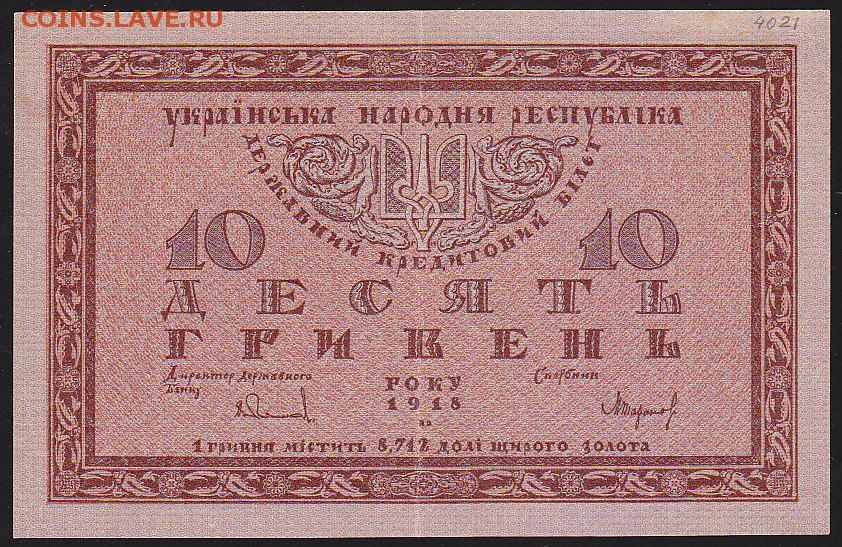 COINS.LAVE.RU
4021
УКРАЇНСЬКА НАРОДНЯ РЕСПУБЛІКА
ДЕРЖАВНИЙ КРЕДИТОВИЙ БІЛЕТ
10 10
ДЕСЯТЬ
ГРИВЕНЬ
Директор Державного Скарбник
Банку
РОКУ
1918
1 гривня містить 8,712 долі щирого золота